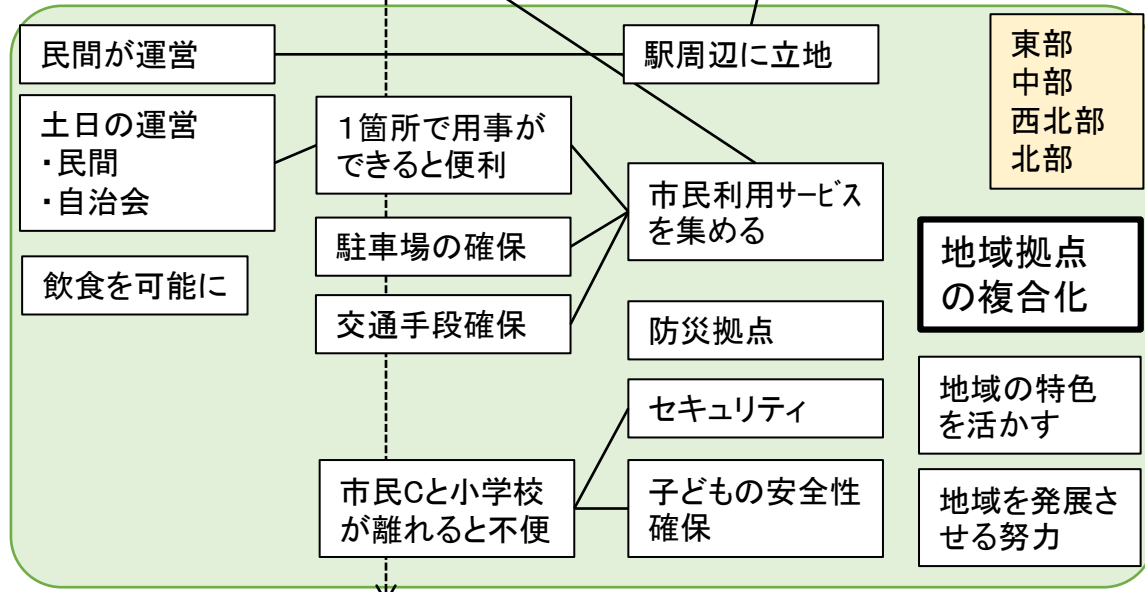 民間が運営
駅周辺に立地
東部
中部
西北部
北部
土日の運営
・民間
・自治会
1箇所で用事が
できると便利
市民利用サービス
を集める
駐車場の確保
地域拠点
の複合化
飲食を可能に
交通手段確保
防災拠点
セキュリティ
地域の特色
を活かす
市民Cと小学校
が離れると不便
子どもの安全性
確保
地域を発展さ
せる努力